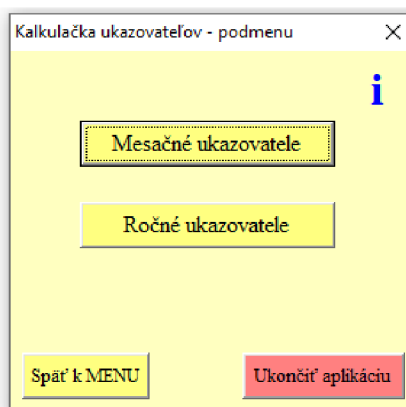 Kalkulačka ukazovateľov - podmenu
i
Mesačné ukazovatele
Ročné ukazovatele
Späť k MENU
Ukončiť aplikáciu